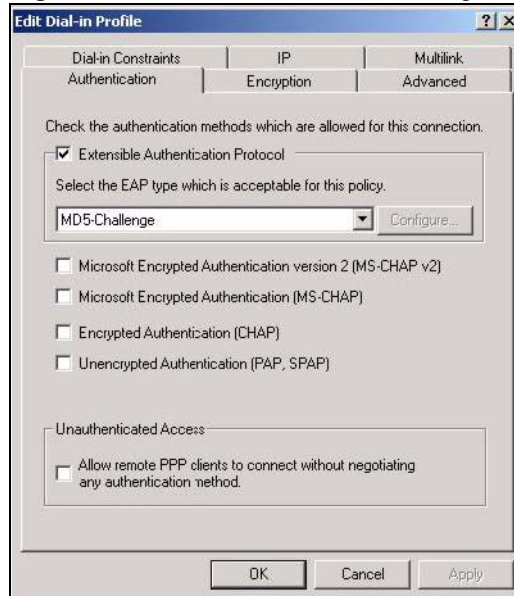 Edit Dial-in Profile
Dial-in Constraints IP Multilink
Authentication Encryption Advanced
Check the authentication methods which are allowed for this connection.
Extensible Authentication Protocol
Select the EAP type which is acceptable for this policy.
MD5-Challenge Configure...
Microsoft Encrypted Authentication version 2 (MS-CHAP v2)
Microsoft Encrypted Authentication (MS-CHAP)
Encrypted Authentication (CHAP)
Unencrypted Authentication (PAP, SPAP)
Unauthenticated Access
Allow remote PPP clients to connect without negotiating
any authentication method.
OK Cancel Apply